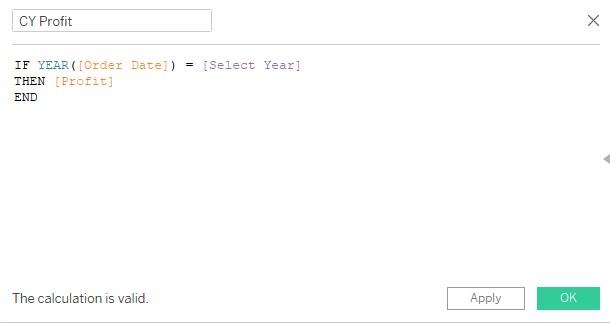 CY Profit
IF YEAR([Order Date]) = [Select Year]
THEN [Profit]
END
The calculation is valid.
Apply
OK